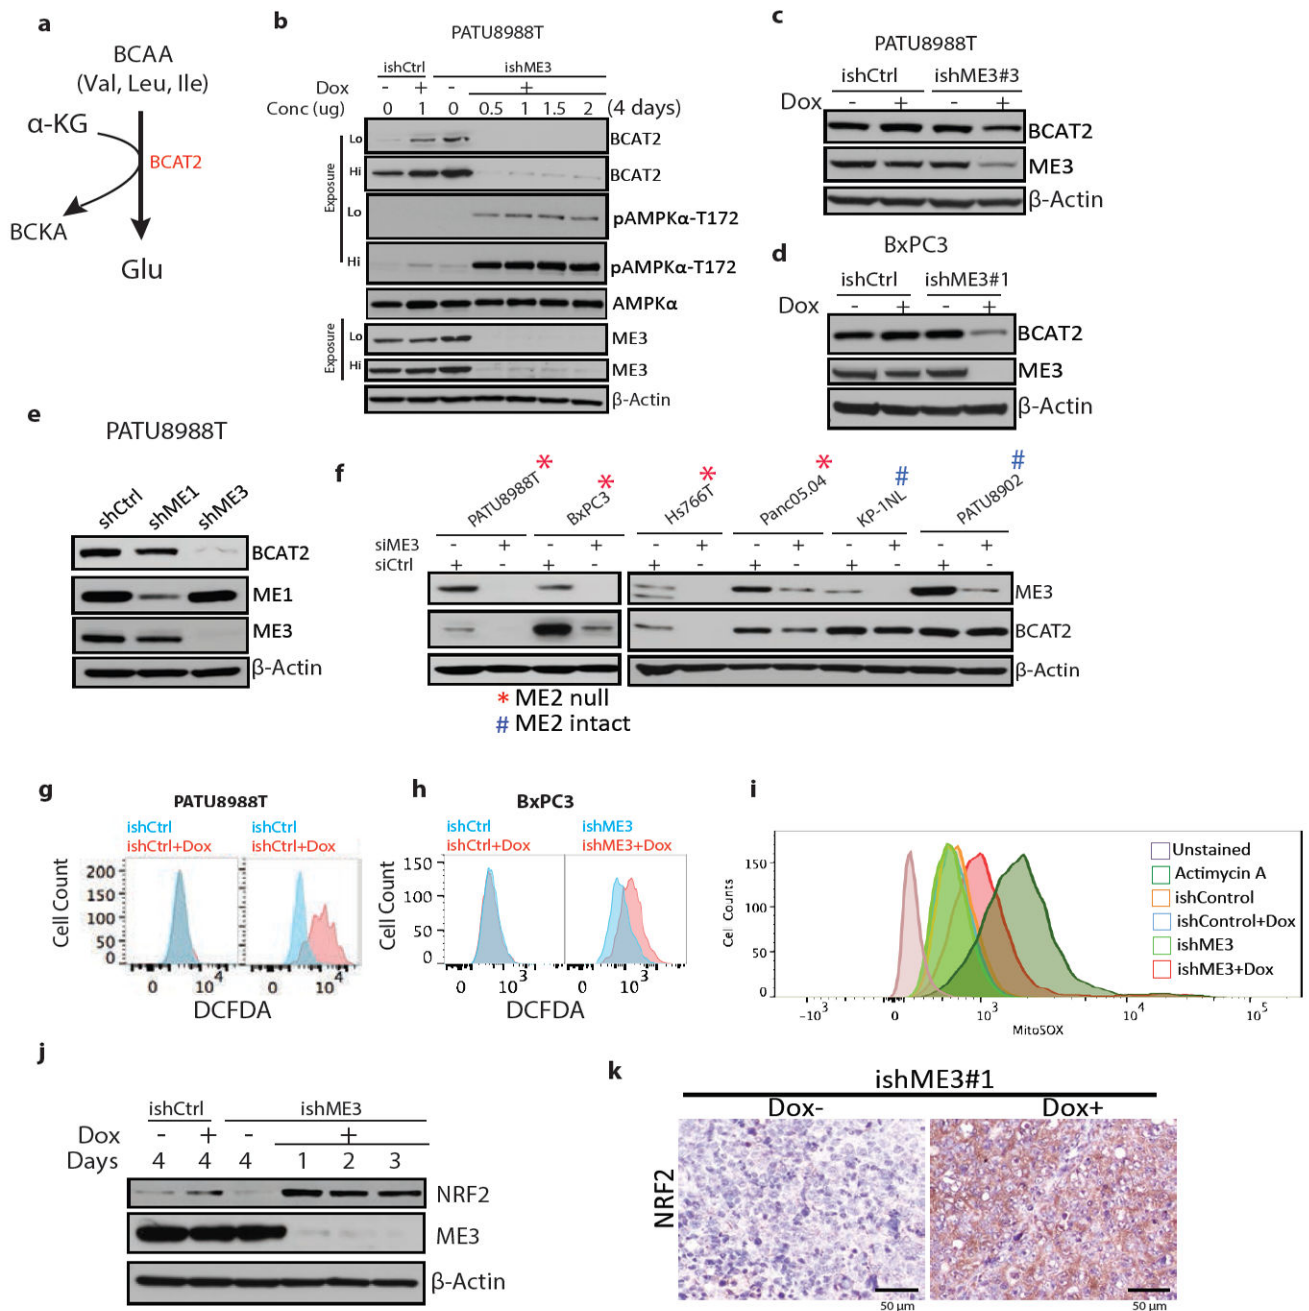 a
BCAA
(Val, Leu, Ile)
α-KG
BCAT2
BCKA
Glu
b
PATU8988T
ishCtrl ishME3
Dox - + - +
Conc (ug) 0 1 0 0.5 1 1.5 2 (4 days)
Exposure
Lo BCAT2
Hi BCAT2
Lo pAMPKα-T172
Hi pAMPKα-T172
AMPKα
Exposure
Lo ME3
Hi ME3
β-Actin
c
PATU8988T
ishCtrl ishME3#3
Dox - + - +
BCAT2
ME3
β-Actin
d
BxPC3
ishCtrl ishME3#1
Dox - + - +
BCAT2
ME3
β-Actin
e
PATU8988T
shCtrl shME1 shME3
BCAT2
ME1
ME3
β-Actin
f
PATU8988T * BxPC3 * Hs766T * Panc05.04 * KP-1NL # PATU8902 #
siME3 - + - + - + - + - + - +
siCtrl + - + - + - + - + - + -
ME3
BCAT2
β-Actin
* ME2 null
# ME2 intact
g
PATU8988T
ishCtrl ishCtrl
ishCtrl+Dox ishCtrl+Dox
Cell Count
200
150
100
50
0
0 10⁴ 0 10⁴
DCFDA
h
BxPC3
ishCtrl ishME3
ishCtrl+Dox ishME3+Dox
Cell Count
150
100
50
0
0 10³ 0 10³
DCFDA
i
Cell Counts
150
100
50
0
-10³ 0 10³ 10⁴ 10⁵
MitoSOX
Unstained
Actimycin A
ishControl
ishControl+Dox
ishME3
ishME3+Dox
j
ishCtrl ishME3
Dox - + - +
Days 4 4 4 1 2 3
NRF2
ME3
β-Actin
k
ishME3#1
Dox- Dox+
NRF2
50 µm 50 µm